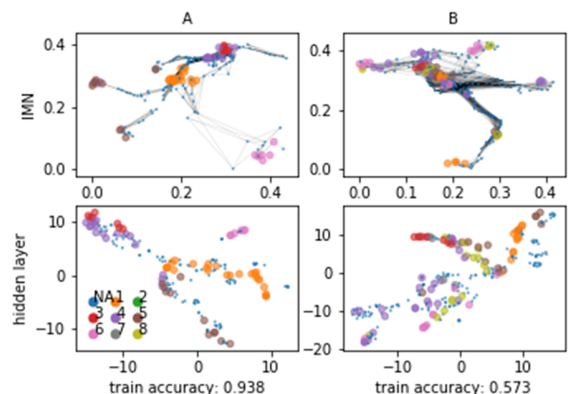 A B
0.4 0.4
IMN 0.2 0.2
0.0 0.0
0.0 0.2 0.4 0.0 0.1 0.2 0.3 0.4
10 10
hidden layer 0 0
−10 −10
−20
NA 1 2
3 4 5
6 7 8
−10 0 10 −10 0 10
train accuracy: 0.938 train accuracy: 0.573